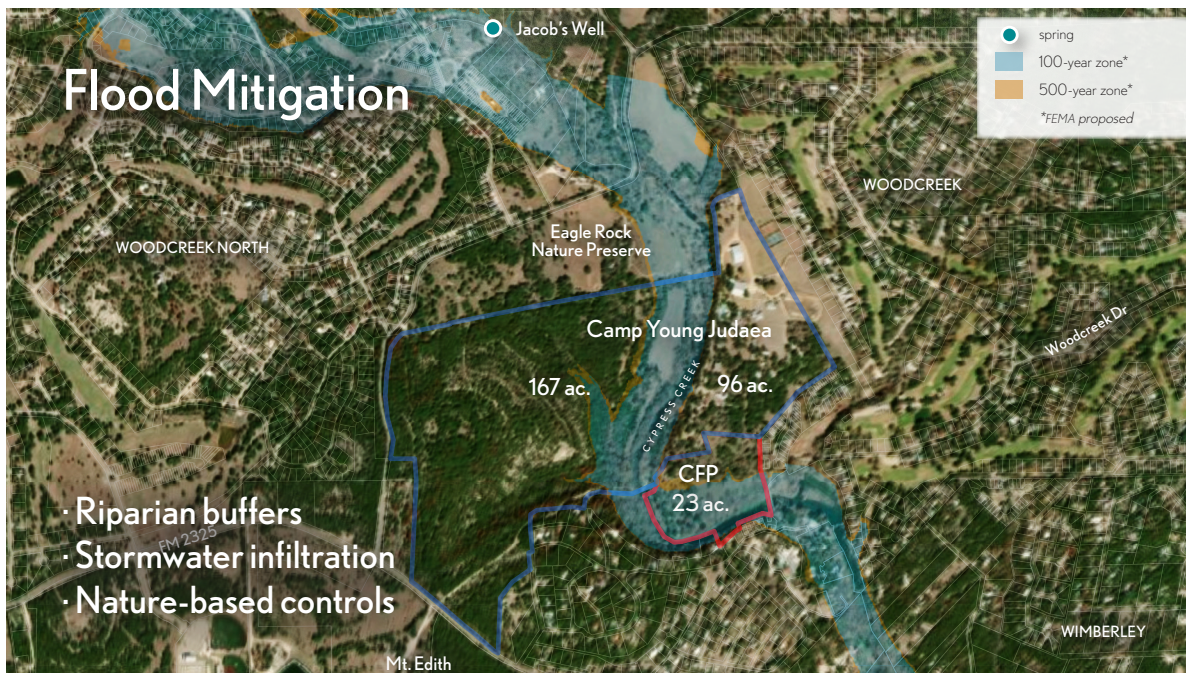 Jacob's Well
Flood Mitigation
spring
100-year zone*
500-year zone*
*FEMA proposed
WOODCREEK
WOODCREEK NORTH
Eagle Rock
Nature Preserve
Camp Young Judaea
Woodcreek Dr
167 ac.
96 ac.
CYPRESS CREEK
CFP
23 ac.
· Riparian buffers
FM 2325
· Stormwater infiltration
· Nature-based controls
WIMBERLEY
Mt. Edith